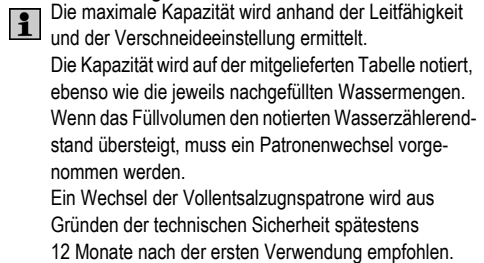 Die maximale Kapazität wird anhand der Leitfähigkeit
und der Verschneideeinstellung ermittelt.
Die Kapazität wird auf der mitgelieferten Tabelle notiert,
ebenso wie die jeweils nachgefüllten Wassermengen.
Wenn das Füllvolumen den notierten Wasserzählerend-
stand übersteigt, muss ein Patronenwechsel vorge-
nommen werden.
Ein Wechsel der Vollentsalzugnspatrone wird aus
Gründen der technischen Sicherheit spätestens
12 Monate nach der ersten Verwendung empfohlen.